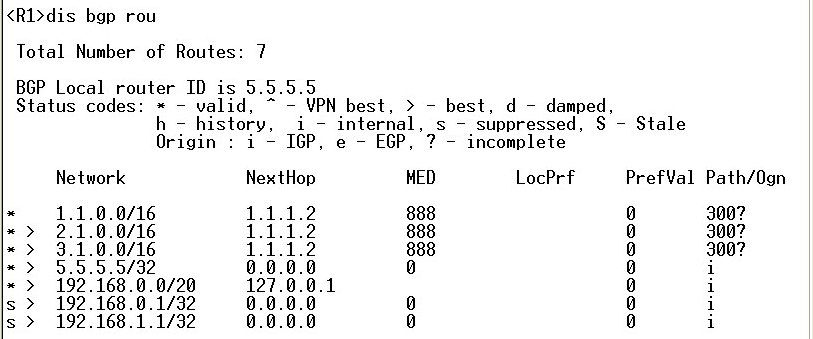 <R1>dis bgp rou
Total Number of Routes: 7
BGP Local router ID is 5.5.5.5
Status codes: * - valid, ^ - VPN best, > - best, d - damped,
h - history, i - internal, s - suppressed, S - Stale
Origin : i - IGP, e - EGP, ? - incomplete
Network NextHop MED LocPrf PrefVal Path/Ogn
* 1.1.0.0/16 1.1.1.2 888 0 300?
* > 2.1.0.0/16 1.1.1.2 888 0 300?
* > 3.1.0.0/16 1.1.1.2 888 0 300?
* > 5.5.5.5/32 0.0.0.0 0 0 i
* > 192.168.0.0/20 127.0.0.1 0 i
s > 192.168.0.1/32 0.0.0.0 0 0 i
s > 192.168.1.1/32 0.0.0.0 0 0 i